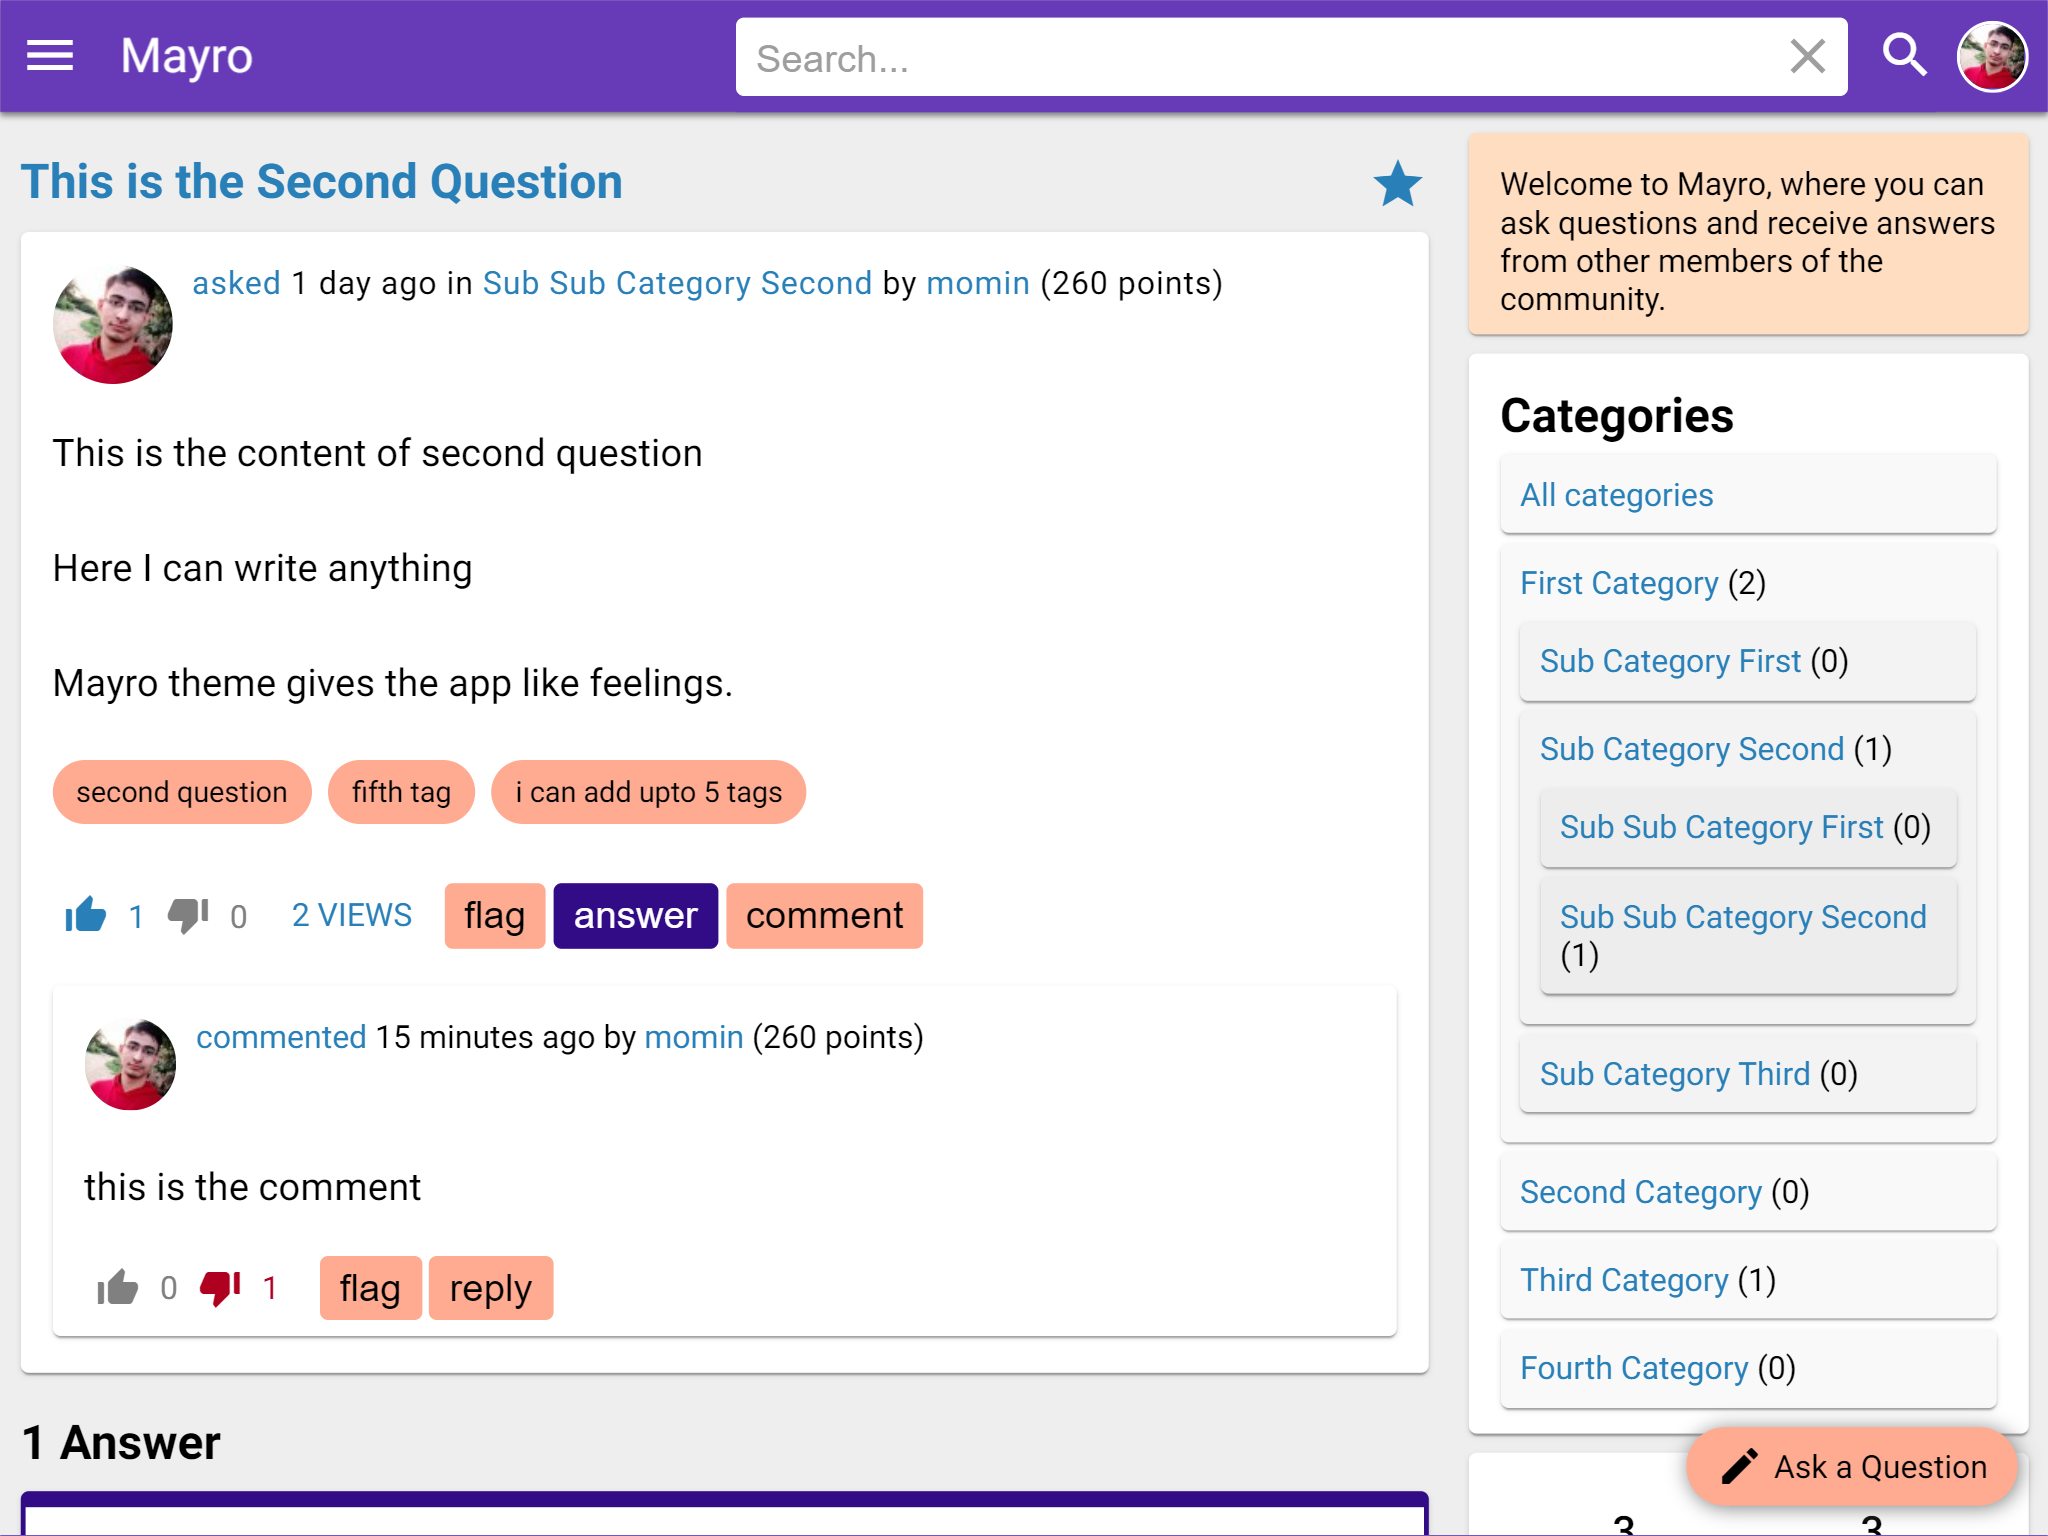 Mayro
Search...
This is the Second Question
asked 1 day ago in Sub Sub Category Second by momin (260 points)
This is the content of second question
Here I can write anything
Mayro theme gives the app like feelings.
second question fifth tag i can add upto 5 tags
1 0 2 VIEWS flag answer comment
commented 15 minutes ago by momin (260 points)
this is the comment
0 1 flag reply
1 Answer
Welcome to Mayro, where you can
ask questions and receive answers
from other members of the
community.
Categories
All categories
First Category (2)
Sub Category First (0)
Sub Category Second (1)
Sub Sub Category First (0)
Sub Sub Category Second
(1)
Sub Category Third (0)
Second Category (0)
Third Category (1)
Fourth Category (0)
Ask a Question
3 3